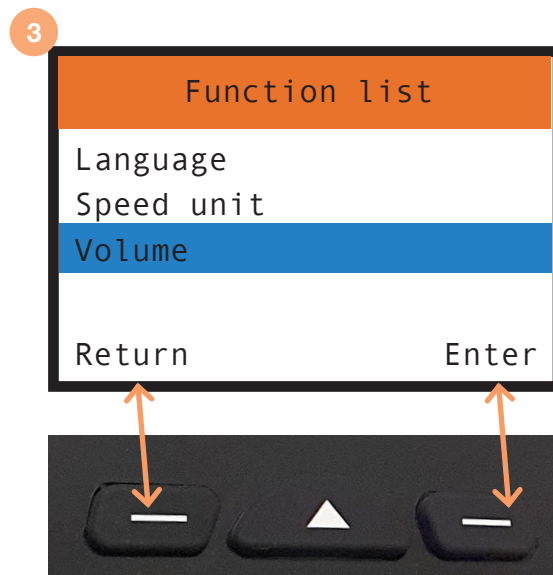 3
Function list
Language
Speed unit
Volume
Return Enter